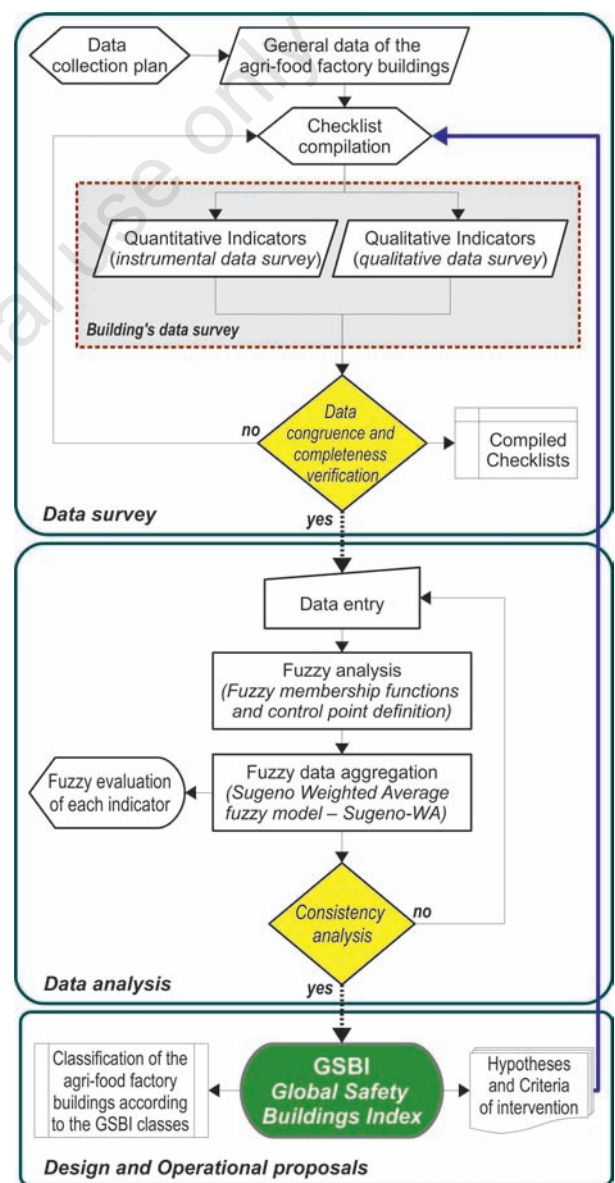 Data
collection plan
General data of the
agri-food factory buildings
Checklist
compilation
Quantitative Indicators
(instrumental data survey)
Qualitative Indicators
(qualitative data survey)
Building's data survey
no
Data
congruence and
completeness
verification
Compiled
Checklists
Data survey
yes
Data entry
Fuzzy analysis
(Fuzzy membership functions
and control point definition)
Fuzzy evaluation
of each indicator
Fuzzy data aggregation
(Sugeno Weighted Average
fuzzy model – Sugeno-WA)
Consistency
analysis
no
Data analysis
yes
Classification of the
agri-food factory
buildings according
to the GSBI classes
GSBI
Global Safety
Buildings Index
Hypotheses
and Criteria
of intervention
Design and Operational proposals
use only